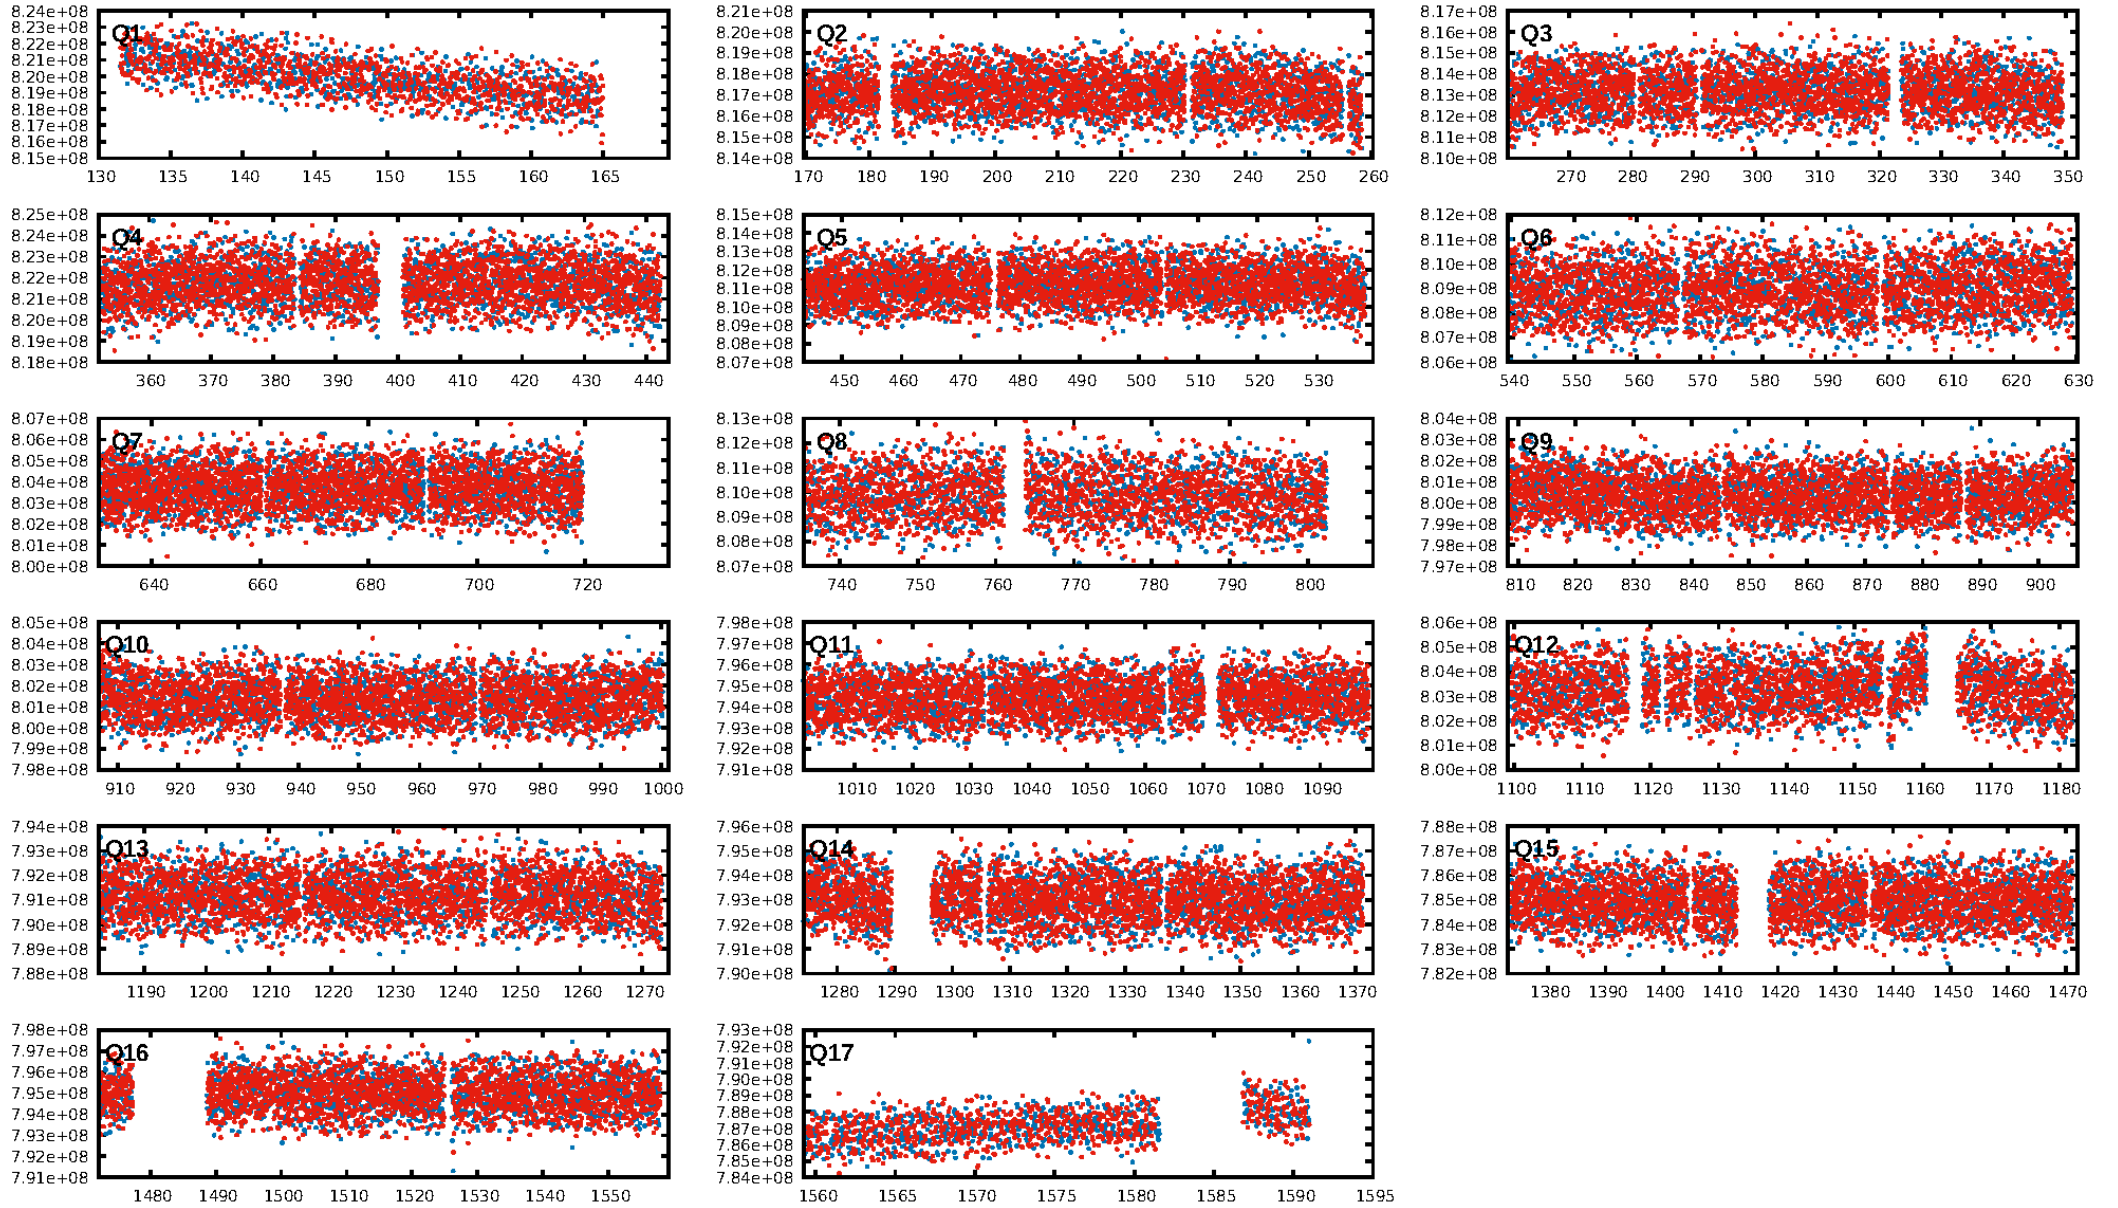 8.24e+08
8.23e+08
8.22e+08
8.21e+08
8.20e+08
8.19e+08
8.18e+08
8.17e+08
8.16e+08
8.15e+08
Q1
130 135 140 145 150 155 160 165
8.21e+08
8.20e+08
8.19e+08
8.18e+08
8.17e+08
8.16e+08
8.15e+08
8.14e+08
Q2
170 180 190 200 210 220 230 240 250 260
8.17e+08
8.16e+08
8.15e+08
8.14e+08
8.13e+08
8.12e+08
8.11e+08
8.10e+08
Q3
270 280 290 300 310 320 330 340 350
8.25e+08
8.24e+08
8.23e+08
8.22e+08
8.21e+08
8.20e+08
8.19e+08
8.18e+08
Q4
360 370 380 390 400 410 420 430 440
8.15e+08
8.14e+08
8.13e+08
8.12e+08
8.11e+08
8.10e+08
8.09e+08
8.08e+08
8.07e+08
Q5
450 460 470 480 490 500 510 520 530
8.12e+08
8.11e+08
8.10e+08
8.09e+08
8.08e+08
8.07e+08
8.06e+08
Q6
540 550 560 570 580 590 600 610 620 630
8.07e+08
8.06e+08
8.05e+08
8.04e+08
8.03e+08
8.02e+08
8.01e+08
8.00e+08
Q7
640 660 680 700 720
8.13e+08
8.12e+08
8.11e+08
8.10e+08
8.09e+08
8.08e+08
8.07e+08
Q8
740 750 760 770 780 790 800
8.04e+08
8.03e+08
8.02e+08
8.01e+08
8.00e+08
7.99e+08
7.98e+08
7.97e+08
Q9
810 820 830 840 850 860 870 880 890 900
8.05e+08
8.04e+08
8.03e+08
8.02e+08
8.01e+08
8.00e+08
7.99e+08
7.98e+08
Q10
910 920 930 940 950 960 970 980 990 1000
7.98e+08
7.97e+08
7.96e+08
7.95e+08
7.94e+08
7.93e+08
7.92e+08
7.91e+08
Q11
1010 1020 1030 1040 1050 1060 1070 1080 1090
8.06e+08
8.05e+08
8.04e+08
8.03e+08
8.02e+08
8.01e+08
8.00e+08
Q12
1100 1110 1120 1130 1140 1150 1160 1170 1180
7.94e+08
7.93e+08
7.92e+08
7.91e+08
7.90e+08
7.89e+08
7.88e+08
Q13
1190 1200 1210 1220 1230 1240 1250 1260 1270
7.96e+08
7.95e+08
7.94e+08
7.93e+08
7.92e+08
7.91e+08
7.90e+08
Q14
1280 1290 1300 1310 1320 1330 1340 1350 1360 1370
7.88e+08
7.87e+08
7.86e+08
7.85e+08
7.84e+08
7.83e+08
7.82e+08
Q15
1380 1390 1400 1410 1420 1430 1440 1450 1460 1470
7.98e+08
7.97e+08
7.96e+08
7.95e+08
7.94e+08
7.93e+08
7.92e+08
7.91e+08
Q16
1480 1490 1500 1510 1520 1530 1540 1550
7.93e+08
7.92e+08
7.91e+08
7.90e+08
7.89e+08
7.88e+08
7.87e+08
7.86e+08
7.85e+08
7.84e+08
Q17
1560 1565 1570 1575 1580 1585 1590 1595